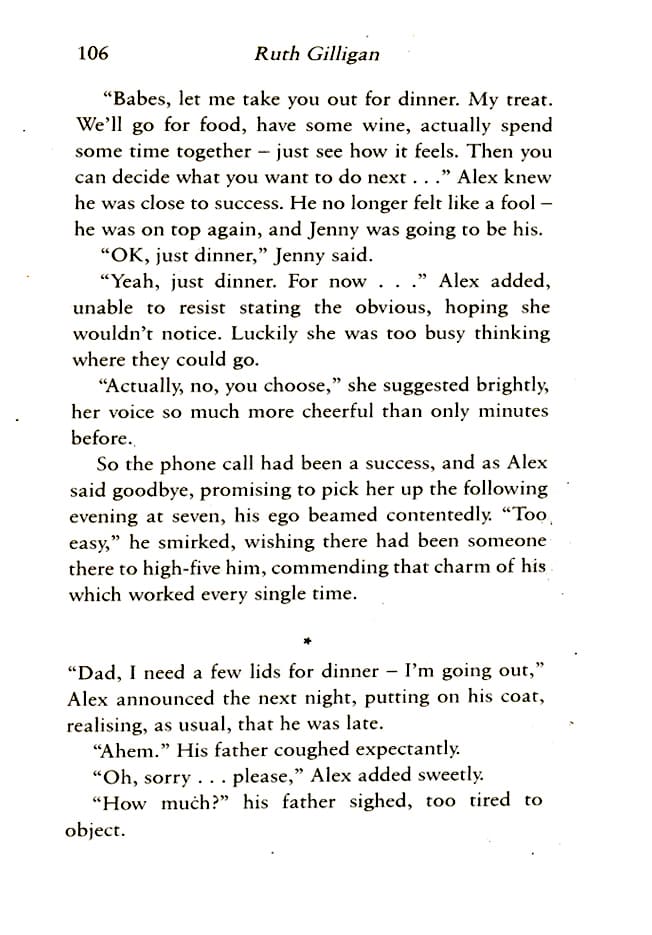 106 Ruth Gilligan
“Babes, let me take you out for dinner. My treat.
We’ll go for food, have some wine, actually spend
some time together – just see how it feels. Then you
can decide what you want to do next . . .” Alex knew
he was close to success. He no longer felt like a fool –
he was on top again, and Jenny was going to be his.
“OK, just dinner,” Jenny said.
“Yeah, just dinner. For now . . .” Alex added,
unable to resist stating the obvious, hoping she
wouldn’t notice. Luckily she was too busy thinking
where they could go.
“Actually, no, you choose,” she suggested brightly,
her voice so much more cheerful than only minutes
before.
So the phone call had been a success, and as Alex
said goodbye, promising to pick her up the following
evening at seven, his ego beamed contentedly. “Too
easy,” he smirked, wishing there had been someone
there to high-five him, commending that charm of his
which worked every single time.
*
“Dad, I need a few lids for dinner – I’m going out,”
Alex announced the next night, putting on his coat,
realising, as usual, that he was late.
“Ahem.” His father coughed expectantly.
“Oh, sorry . . . please,” Alex added sweetly.
“How much?” his father sighed, too tired to
object.